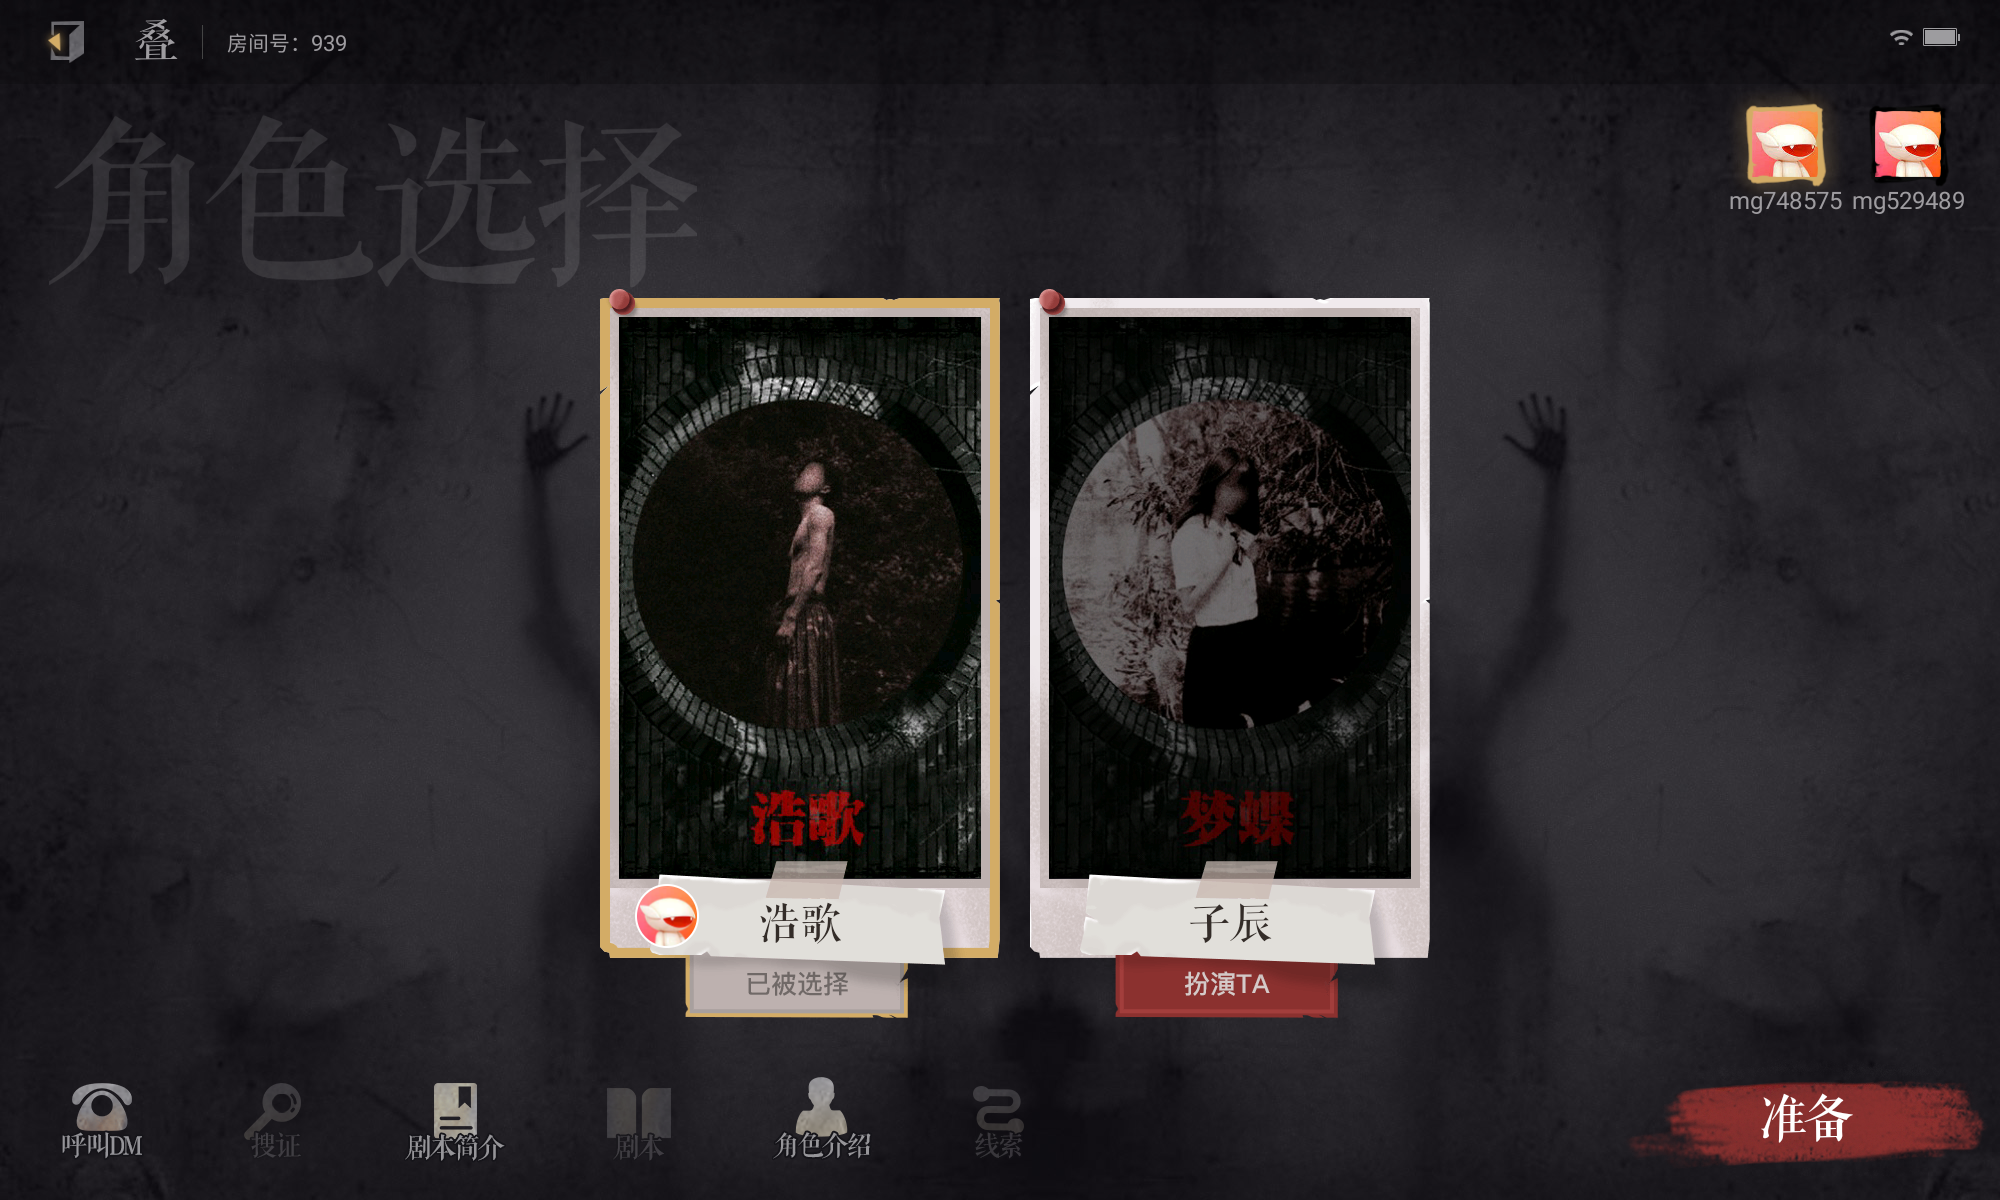 叠
房间号：939
角色选择
mg748575
mg529489
浩歌
梦蝶
浩歌
子辰
已被选择
扮演TA
呼叫DM
搜证
剧本简介
剧本
角色介绍
线索
准备